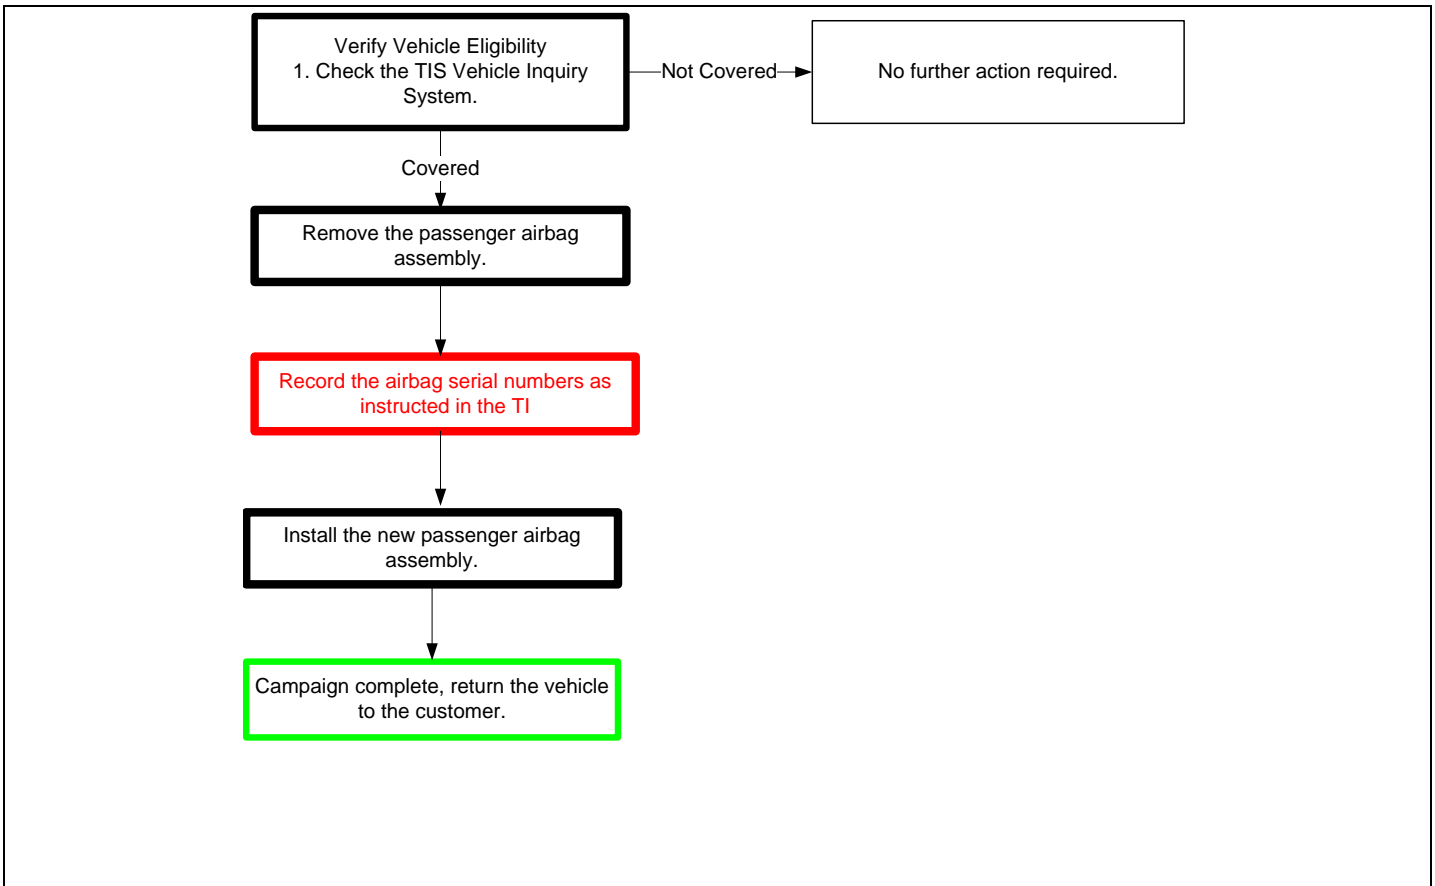 Verify Vehicle Eligibility
1. Check the TIS Vehicle Inquiry
System.
Not Covered
No further action required.
Covered
Remove the passenger airbag
assembly.
Record the airbag serial numbers as
instructed in the TI
Install the new passenger airbag
assembly.
Campaign complete, return the vehicle
to the customer.